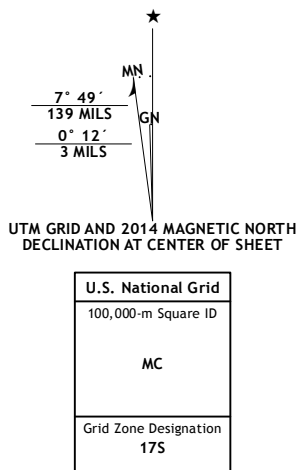 ★
MN
GN
7° 49´
139 MILS
0° 12´
3 MILS
UTM GRID AND 2014 MAGNETIC NORTH
DECLINATION AT CENTER OF SHEET
U.S. National Grid
100,000-m Square ID
MC
Grid Zone Designation
17S